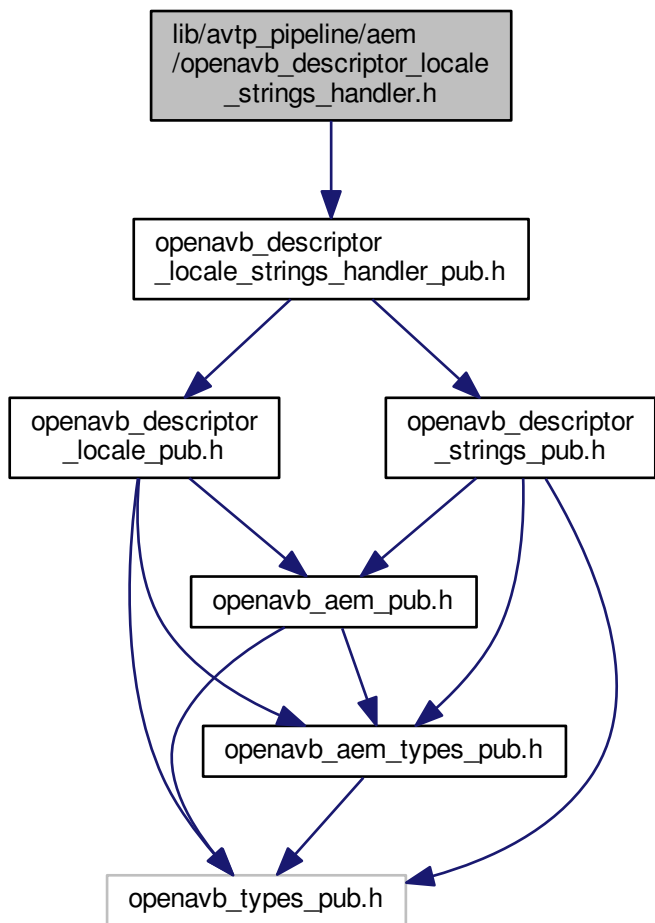 lib/avtp_pipeline/aem
/openavb_descriptor_locale
_strings_handler.h
openavb_descriptor
_locale_strings_handler_pub.h
openavb_descriptor
_locale_pub.h
openavb_descriptor
_strings_pub.h
openavb_aem_pub.h
openavb_aem_types_pub.h
openavb_types_pub.h